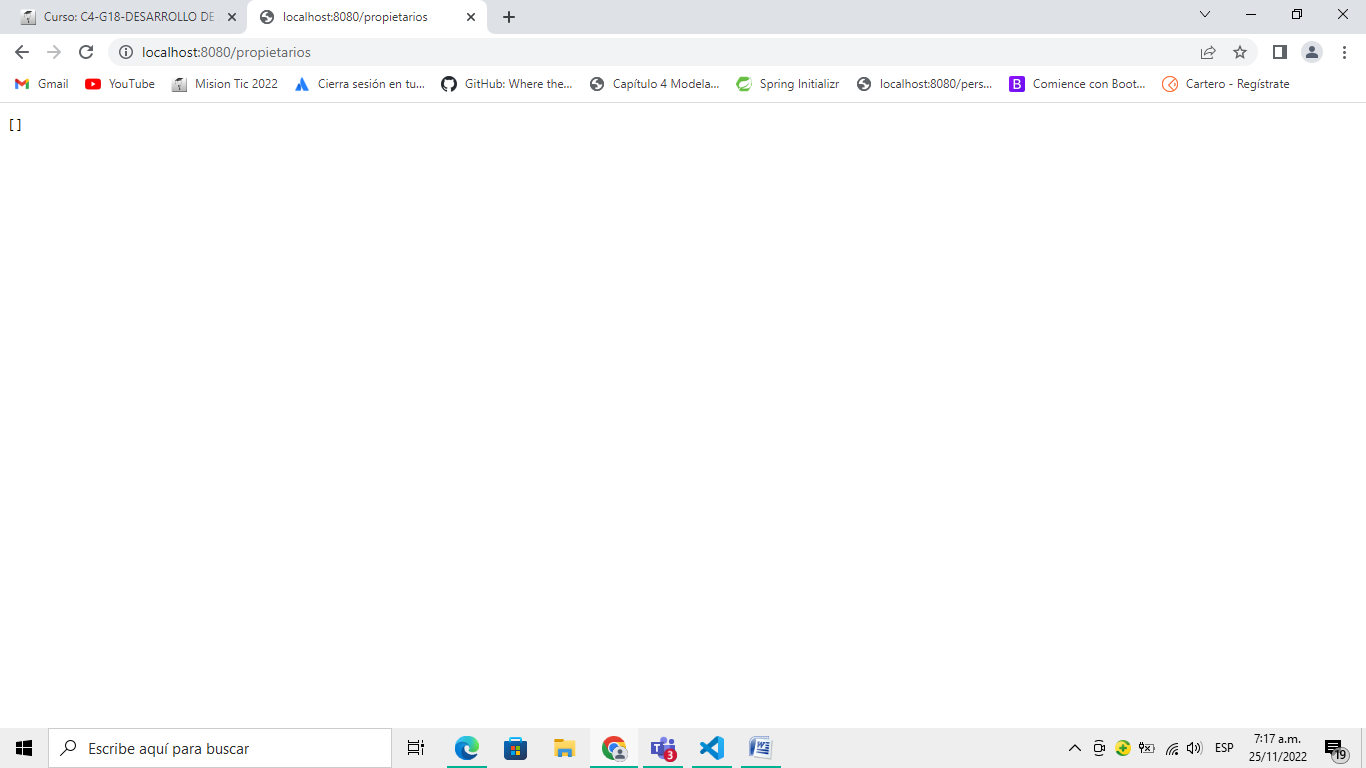 Curso: C4-G18-DESARROLLO DE
localhost:8080/propietarios
localhost:8080/propietarios
Gmail
YouTube
Mision Tic 2022
Cierra sesión en tu...
GitHub: Where the...
Capítulo 4 Modela...
Spring Initializr
localhost:8080/pers...
B
Comience con Boot...
Cartero - Regístrate
[]
Escribe aquí para buscar
3
ESP
7:17 a.m.
25/11/2022
19